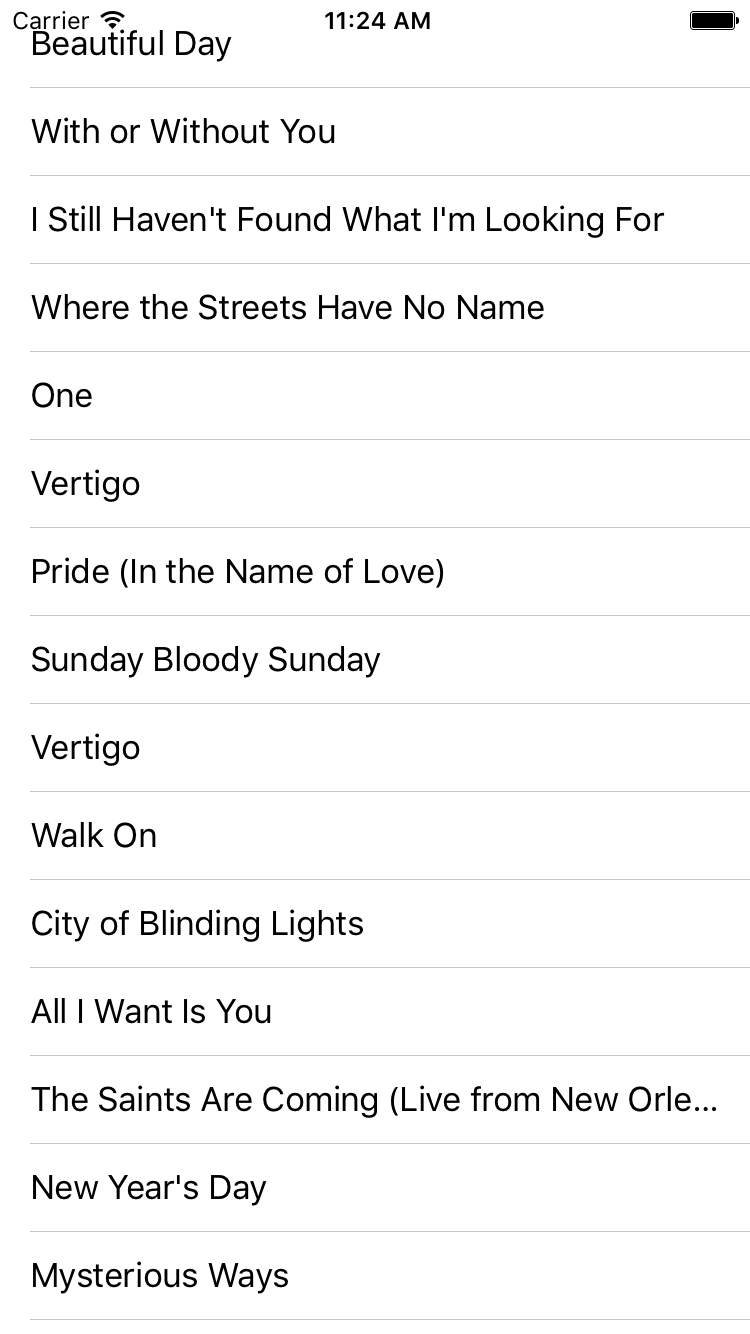 Carrier 11:24 AM
Beautiful Day
With or Without You
I Still Haven't Found What I'm Looking For
Where the Streets Have No Name
One
Vertigo
Pride (In the Name of Love)
Sunday Bloody Sunday
Vertigo
Walk On
City of Blinding Lights
All I Want Is You
The Saints Are Coming (Live from New Orle...
New Year's Day
Mysterious Ways